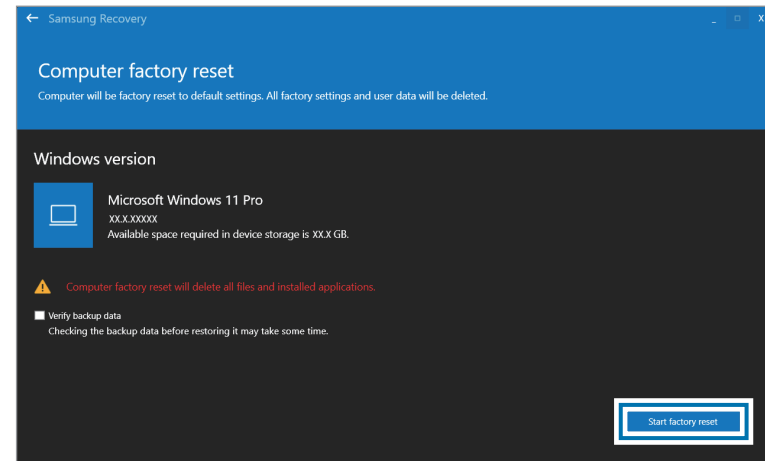 Samsung Recovery
Computer factory reset
Computer will be factory reset to default settings. All factory settings and user data will be deleted.
Windows version
Microsoft Windows 11 Pro
XX.X.XXXXX
Available space required in device storage is XX.X GB.
Computer factory reset will delete all files and installed applications.
Verify backup data
Checking the backup data before restoring it may take some time.
Start factory reset